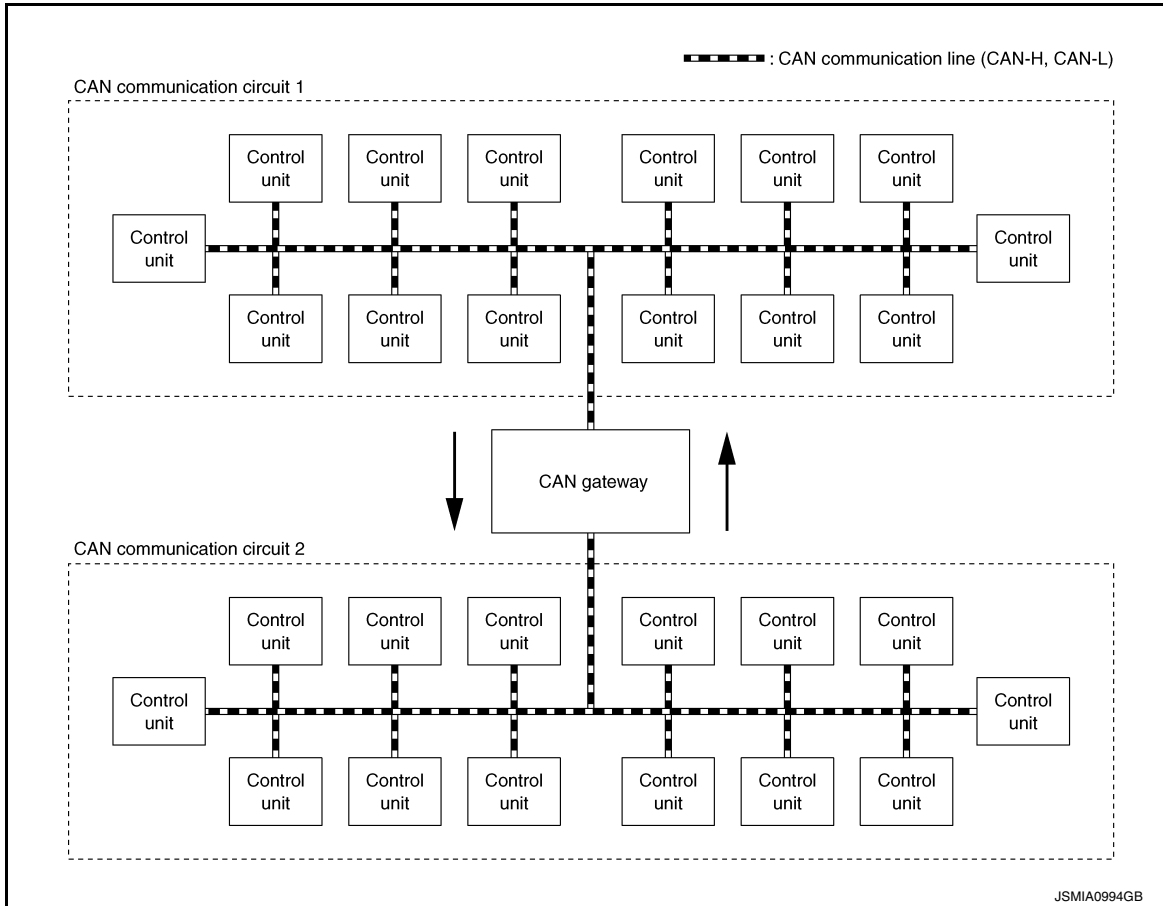 : CAN communication line (CAN-H, CAN-L)
CAN communication circuit 1
Control
unit
Control
unit
Control
unit
Control
unit
Control
unit
Control
unit
Control
unit
Control
unit
Control
unit
Control
unit
Control
unit
Control
unit
Control
unit
Control
unit
CAN gateway
CAN communication circuit 2
Control
unit
Control
unit
Control
unit
Control
unit
Control
unit
Control
unit
Control
unit
Control
unit
Control
unit
Control
unit
Control
unit
Control
unit
Control
unit
Control
unit
JSMIA0994GB